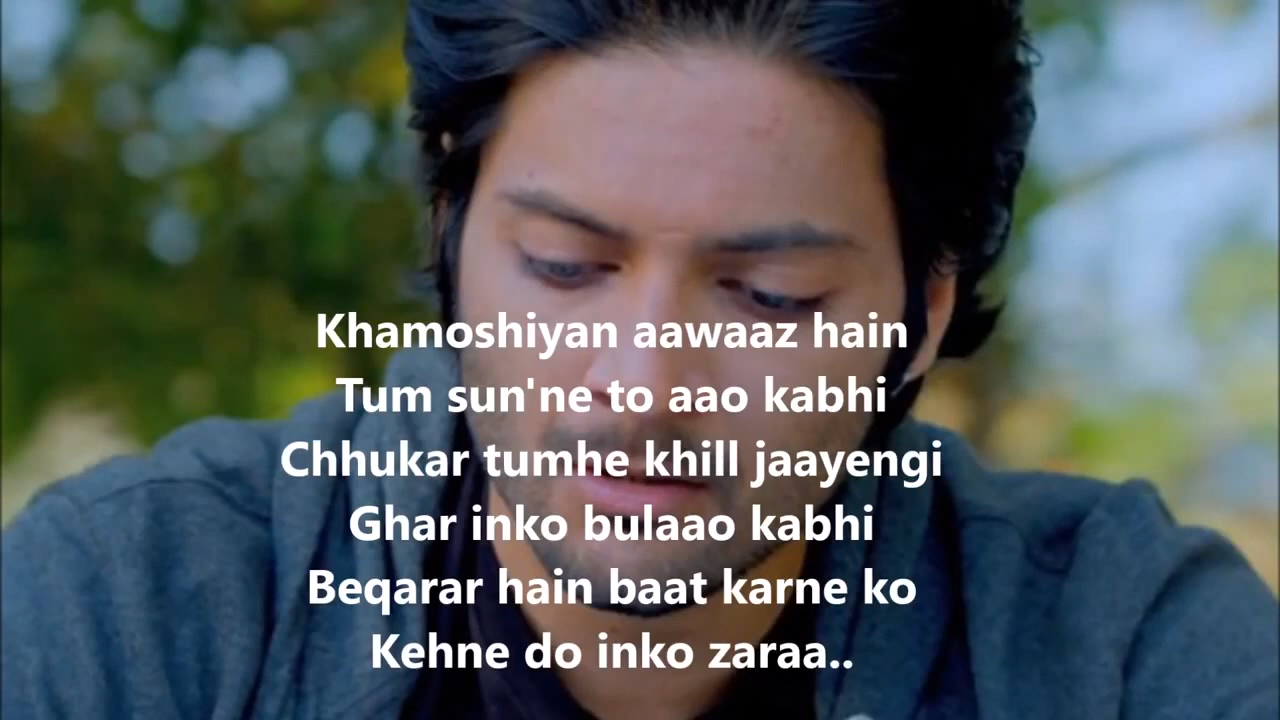 Khamoshiyan aawaaz hain
Tum sun'ne to aao kabhi
Chhukar tumhe khill jaayengi
Ghar inko bulaao kabhi
Beqarar hain baat karne ko
Kehne do inko zaraa..